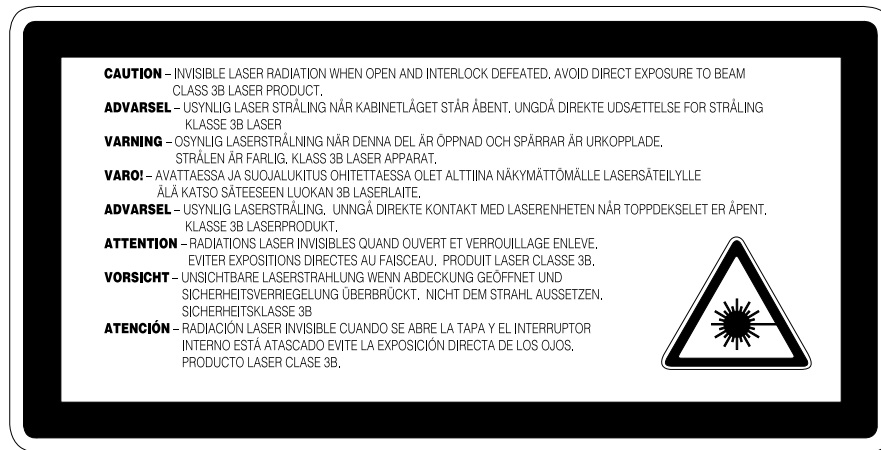 CAUTION – INVISIBLE LASER RADIATION WHEN OPEN AND INTERLOCK DEFEATED. AVOID DIRECT EXPOSURE TO BEAM
CLASS 3B LASER PRODUCT.
ADVARSEL – USYNLIG LASER STRÅLING NÅR KABINETLÅGET STÅR ÅBENT. UNGDÅ DIREKTE UDSÆTTELSE FOR STRÅLING
KLASSE 3B LASER
VARNING – OSYNLIG LASERSTRÅLNING NÄR DENNA DEL ÄR ÖPPNAD OCH SPÄRRAR ÄR URKOPPLADE.
STRÅLEN ÄR FARLIG. KLASS 3B LASER APPARAT.
VARO! – AVATTAESSA JA SUOJALUKITUS OHITETTAESSA OLET ALTTIINA NÄKYMÄTTÖMÄLLE LASERSÄTEILYLLE
ÄLÄ KATSO SÄTEESEEN LUOKAN 3B LASERLAITE.
ADVARSEL – USYNLIG LASERSTRÅLING. UNNGÅ DIREKTE KONTAKT MED LASERENHETEN NÅR TOPPDEKSELET ER ÅPENT.
KLASSE 3B LASERPRODUKT.
ATTENTION – RADIATIONS LASER INVISIBLES QUAND OUVERT ET VERROUILLAGE ENLEVE.
EVITER EXPOSITIONS DIRECTES AU FAISCEAU. PRODUIT LASER CLASSE 3B.
VORSICHT – UNSICHTBARE LASERSTRAHLUNG WENN ABDECKUNG GEÖFFNET UND
SICHERHEITSVERRIEGELUNG ÜBERBRÜCKT. NICHT DEM STRAHL AUSSETZEN.
SICHERHEITSKLASSE 3B
ATENCIÓN – RADIACIÓN LASER INVISIBLE CUANDO SE ABRE LA TAPA Y EL INTERRUPTOR
INTERNO ESTÁ ATASCADO EVITE LA EXPOSICIÓN DIRECTA DE LOS OJOS.
PRODUCTO LASER CLASE 3B.